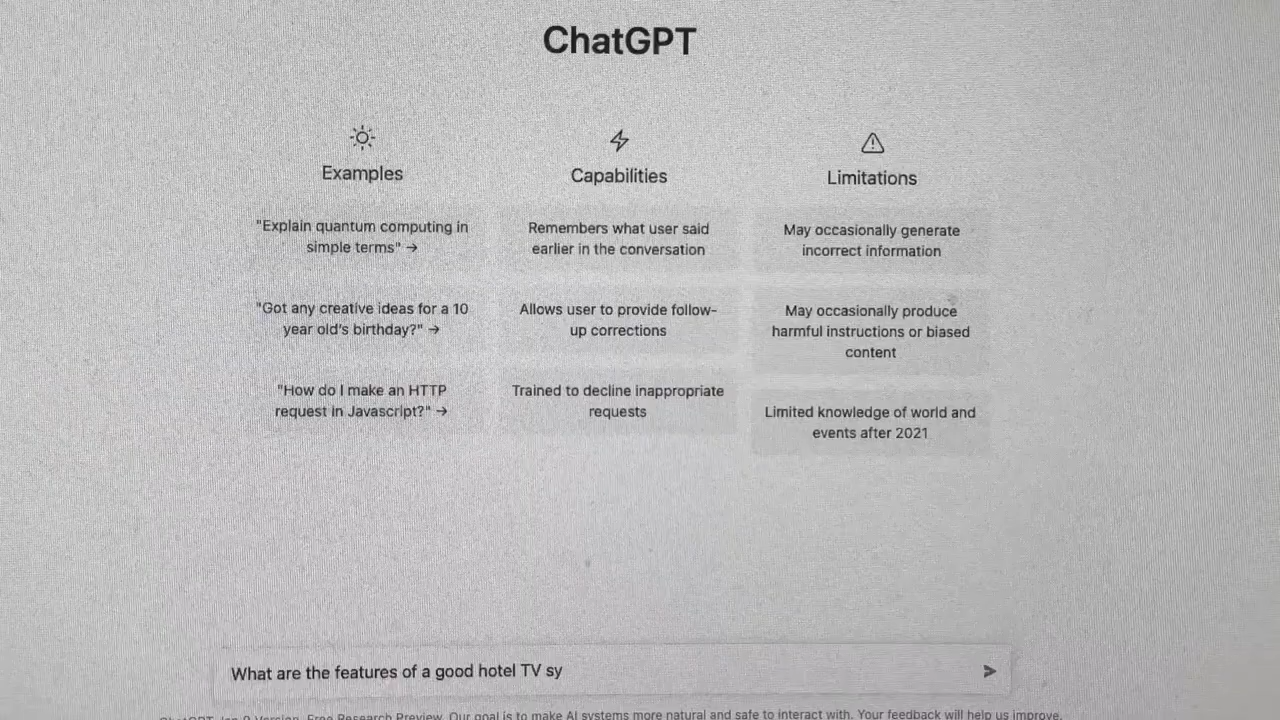 ChatGPT
Examples
"Explain quantum computing in
simple terms" →
"Got any creative ideas for a 10
year old's birthday?" →
"How do I make an HTTP
request in Javascript?" →
Capabilities
Remembers what user said
earlier in the conversation
Allows user to provide follow-
up corrections
Trained to decline inappropriate
requests
Limitations
May occasionally generate
incorrect information
May occasionally produce
harmful instructions or biased
content
Limited knowledge of world and
events after 2021
What are the features of a good hotel TV sy
ChatGPT Jan 9 Version. Free Research Preview. Our goal is to make AI systems more natural and safe to interact with. Your feedback will help us improve.